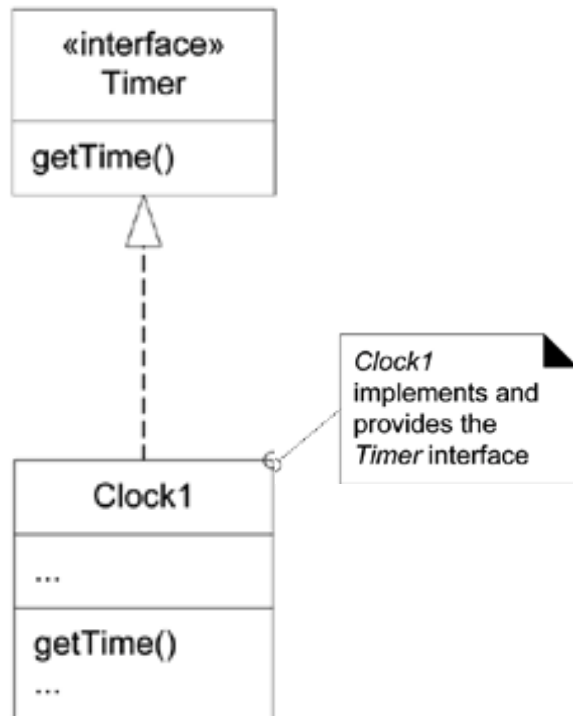 «interface»
Timer
getTime()
Clock1
implements and
provides the
Timer interface
Clock1
...
getTime()
...